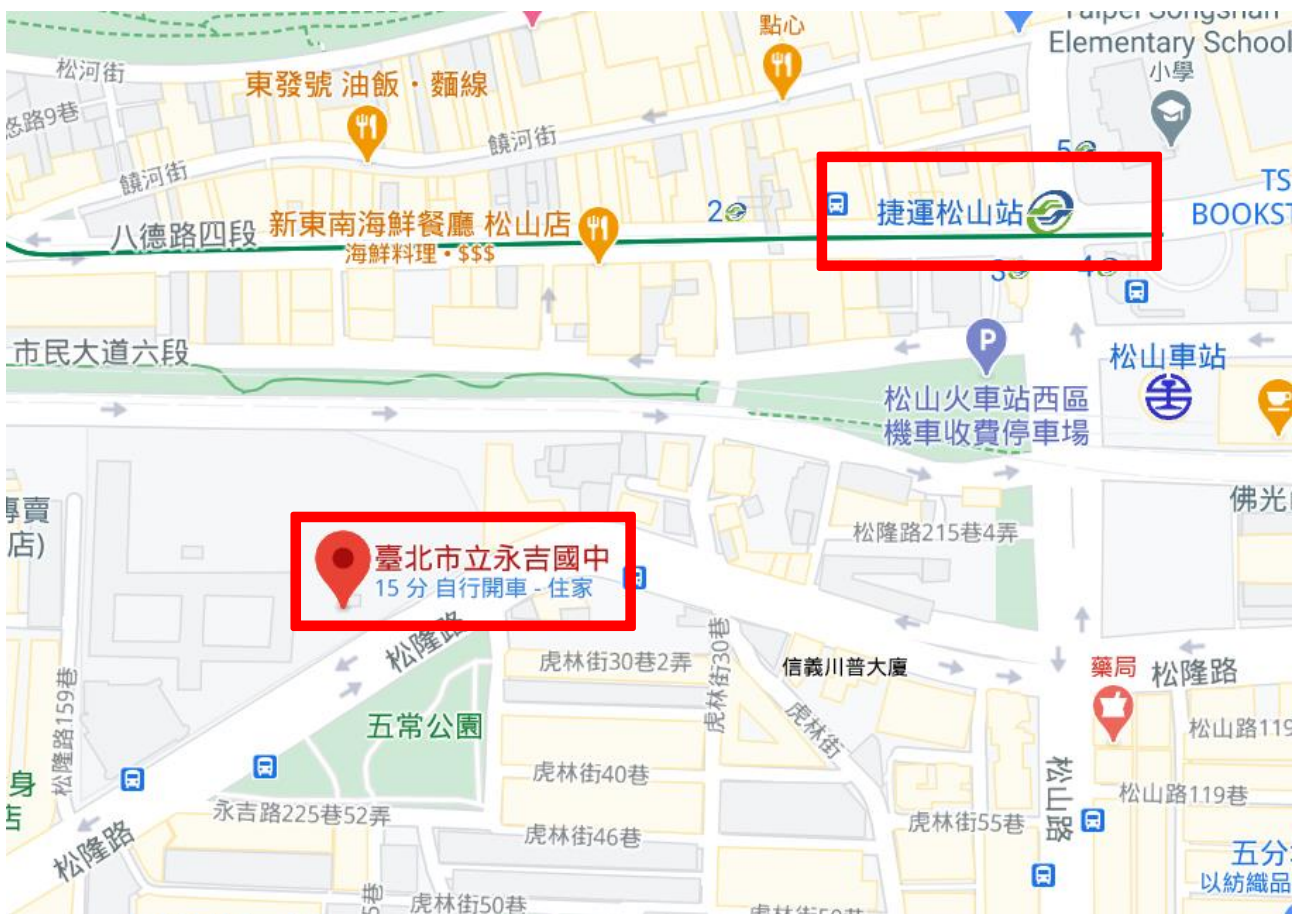 點心
Elementary School
小學
松河街
東發號 油飯・麵線
饒河街
饒河街
5
TS
BOOKST
2
捷運松山站
新東南海鮮餐廳 松山店
海鮮料理・$$$
八德路四段
3
4
市民大道六段
P
松山車站
松山火車站西區
機車收費停車場
專賣
店)
佛光
松隆路215巷4弄
臺北市立永吉國中
15 分 自行開車 - 住家
松隆路
虎林街30巷2弄
虎林街30巷
信義川普大廈
藥局
松隆路
松隆路159巷
五常公園
虎林街
松山路119
虎林街40巷
松山路
松山路119巷
身
店
永吉路225巷52弄
虎林街55巷
虎林街46巷
松隆路
五分
以紡織品
5巷
虎林街50巷